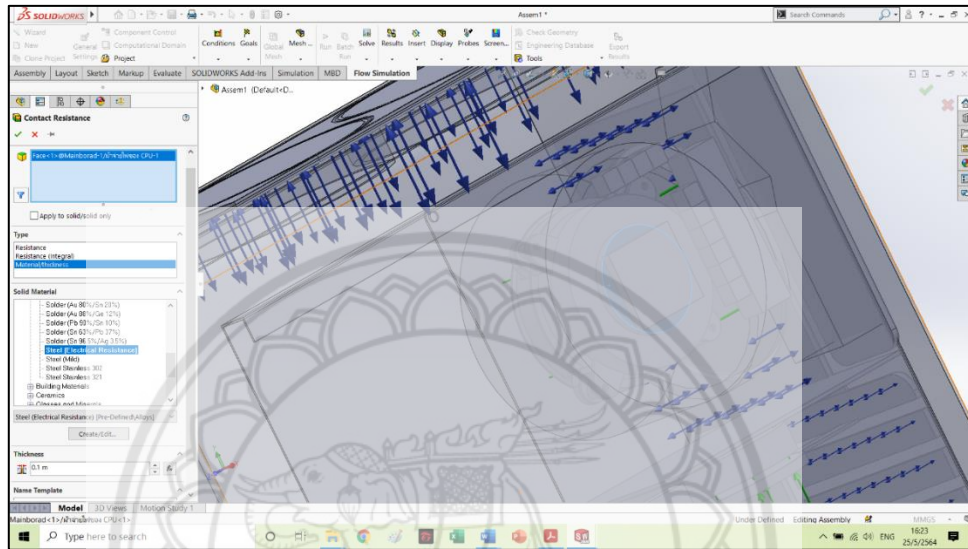 SOLIDWORKS
Assem1 *
Search Commands
Wizard
New
Clone Project
General Settings
Component Control
Computational Domain
Project
Conditions
Goals
Global Mesh
Mesh ...
Run
Batch Run
Solve
Results
Insert
Display
Probes
Screen...
Check Geometry
Engineering Database
Tools
Export Results
Assembly Layout Sketch Markup Evaluate SOLIDWORKS Add-Ins Simulation MBD Flow Simulation
Assem1 (Default<D...
Contact Resistance
Apply to solid/solid only
Type
Resistance
Resistance (Integral)
Material/thickness
Solid Material
Solder (Au 80%/Sn 20%)
Solder (Au 88%/Ge 12%)
Solder (Pb 90%/Sn 10%)
Solder (Sn 63%/Pb 37%)
Solder (Sn 96.5%/Ag 3.5%)
Steel (Electrical Resistance)
Steel (Mild)
Steel Stainless 302
Steel Stainless 321
Building Materials
Ceramics
Glasses and Minerals
Steel (Electrical Resistance) (Pre-Defined\Alloys)
Create/Edit...
Thickness
0.1 m
Name Template
Model 3D Views Motion Study 1
Under Defined Editing Assembly MMGS
Type here to search
ENG
16:23
25/5/2564